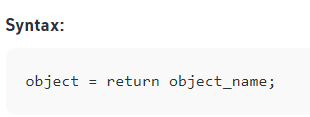 Syntax:
object = return object_name;